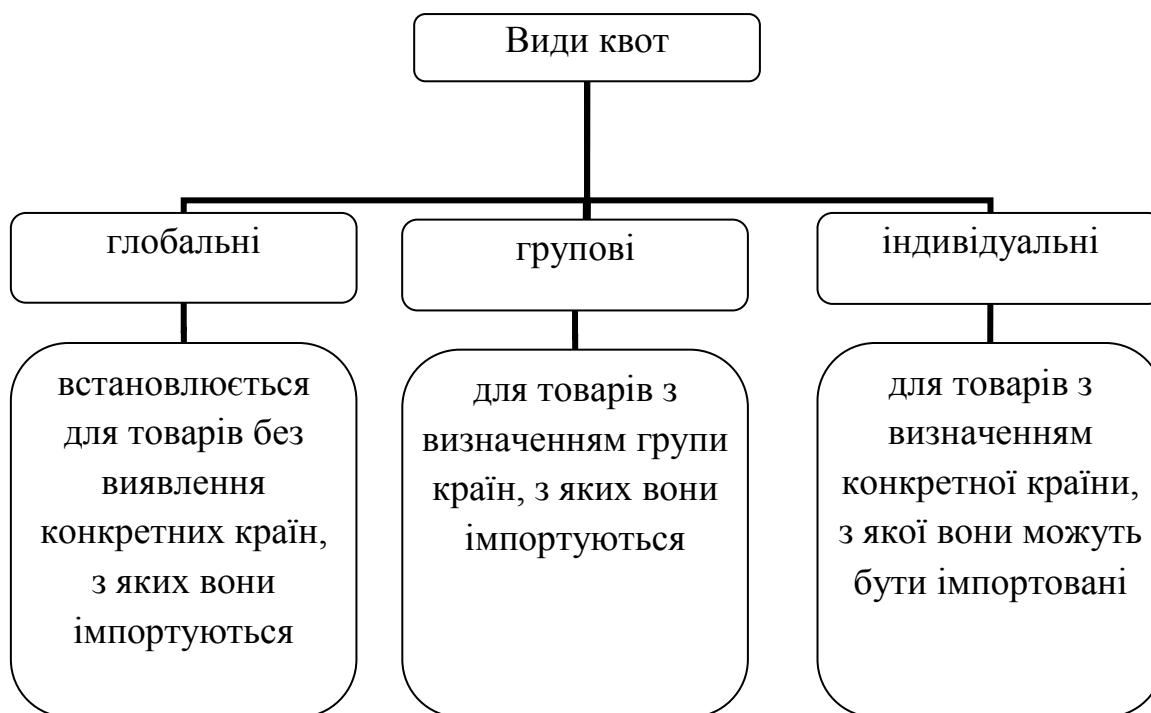 Види квот
глобальні
групові
індивідуальні
встановлюється
для товарів без
виявлення
конкретних країн,
з яких вони
імпортуються
для товарів з
визначенням групи
країн, з яких вони
імпортуються
для товарів з
визначенням
конкретної країни,
з якої вони можуть
бути імпортовані